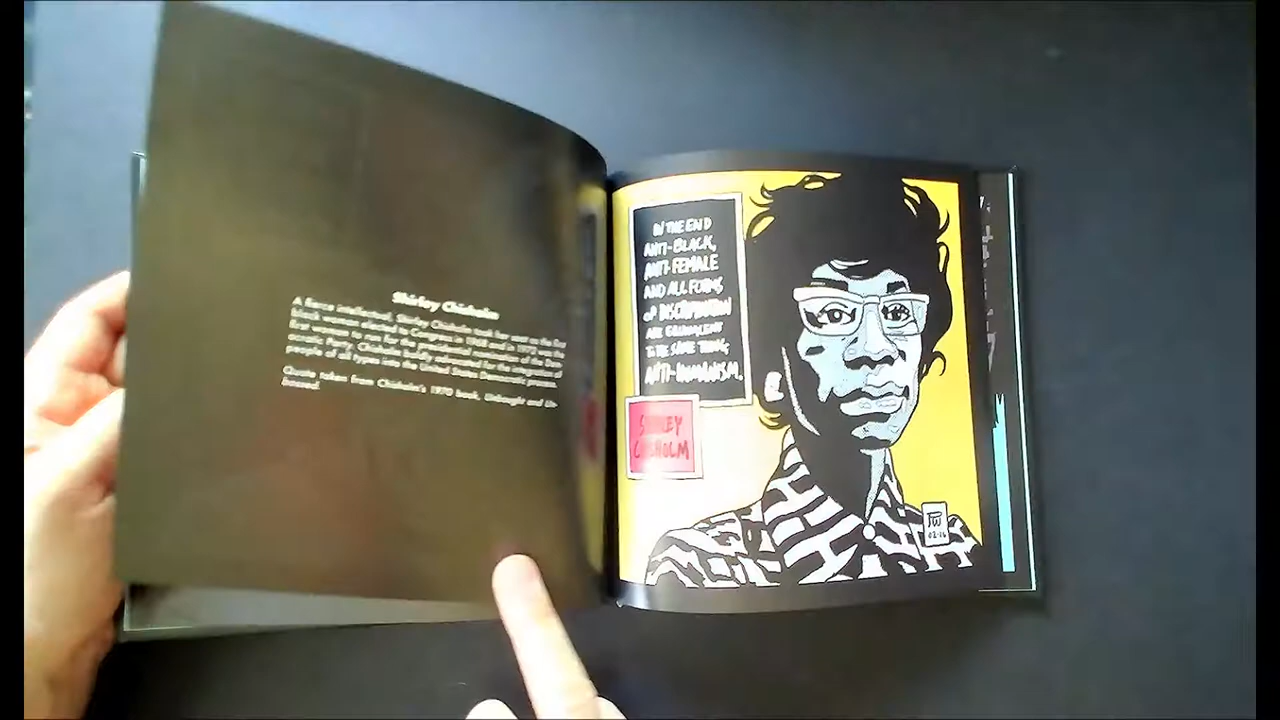 Shirley Chisholm
A fierce intellectual, Shirley Chisholm took her seat as the first
black woman elected to Congress in 1968 and in 1972 was the
first woman to run for the presidential nomination of the Dem-
ocratic Party. Chisholm boldly advocated for the integration of
people of all types into the United States Democratic process.
Quote taken from Chisholm's 1970 book, Unbought and Un-
bossed.
IN THE END
ANTI-BLACK,
ANTI-FEMALE
AND ALL FORMS
OF DISCRIMINATION
ARE EQUIVALENT
TO THE SAME THING,
ANTI-HUMANISM.
SHIRLEY
CHISHOLM
JW
02-16